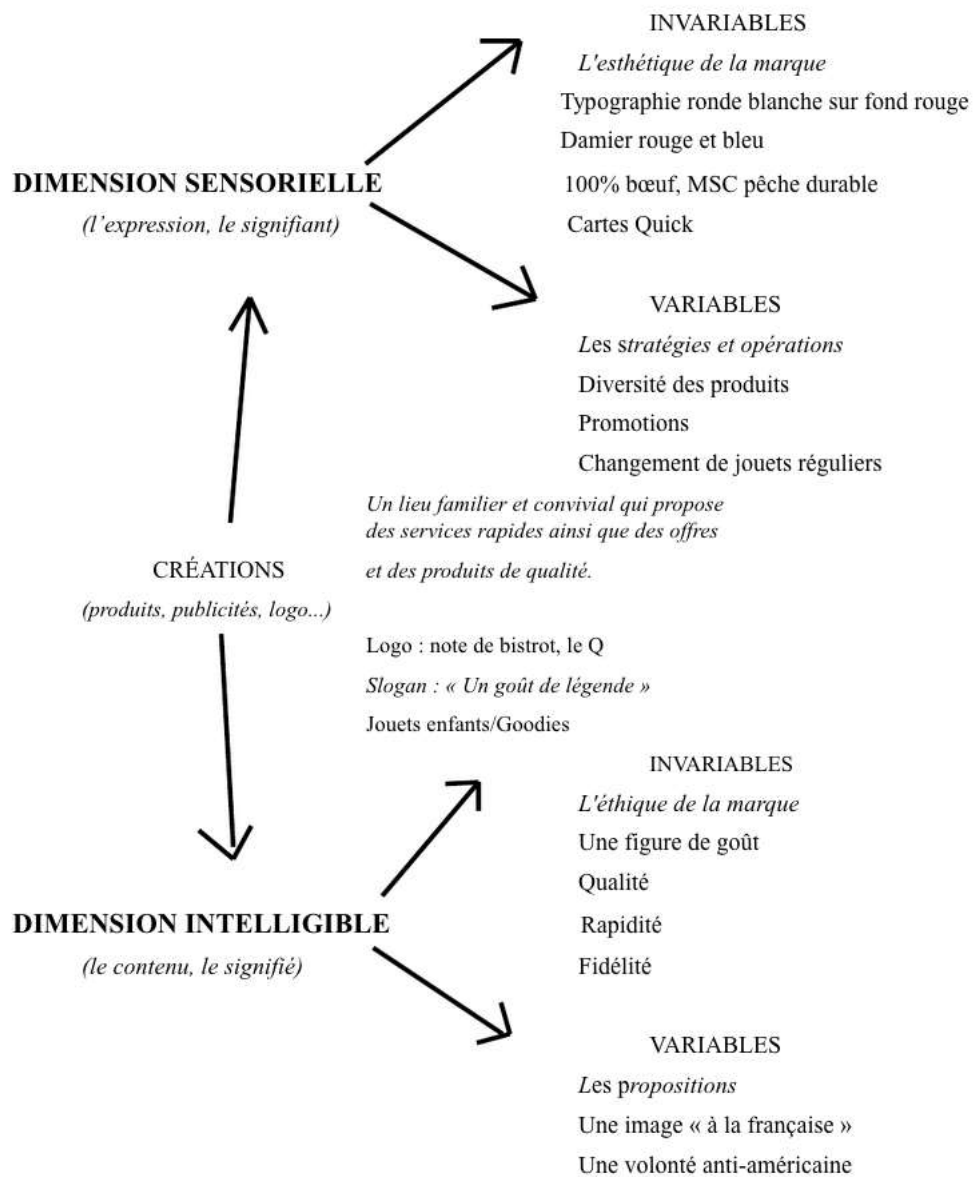 INVARIABLES
L'esthétique de la marque
Typographie ronde blanche sur fond rouge
Damier rouge et bleu
DIMENSION SENSORIELLE
100% bœuf, MSC pêche durable
(l'expression, le signifiant)
Cartes Quick
VARIABLES
Les stratégies et opérations
Diversité des produits
Promotions
Changement de jouets réguliers
Un lieu familier et convivial qui propose
des services rapides ainsi que des offres
et des produits de qualité.
CRÉATIONS
(produits, publicités, logo...)
Logo : note de bistrot, le Q
Slogan : « Un goût de légende »
Jouets enfants/Goodies
INVARIABLES
L'éthique de la marque
Une figure de goût
Qualité
DIMENSION INTELLIGIBLE
Rapidité
(le contenu, le signifié)
Fidélité
VARIABLES
Les propositions
Une image « à la française »
Une volonté anti-américaine